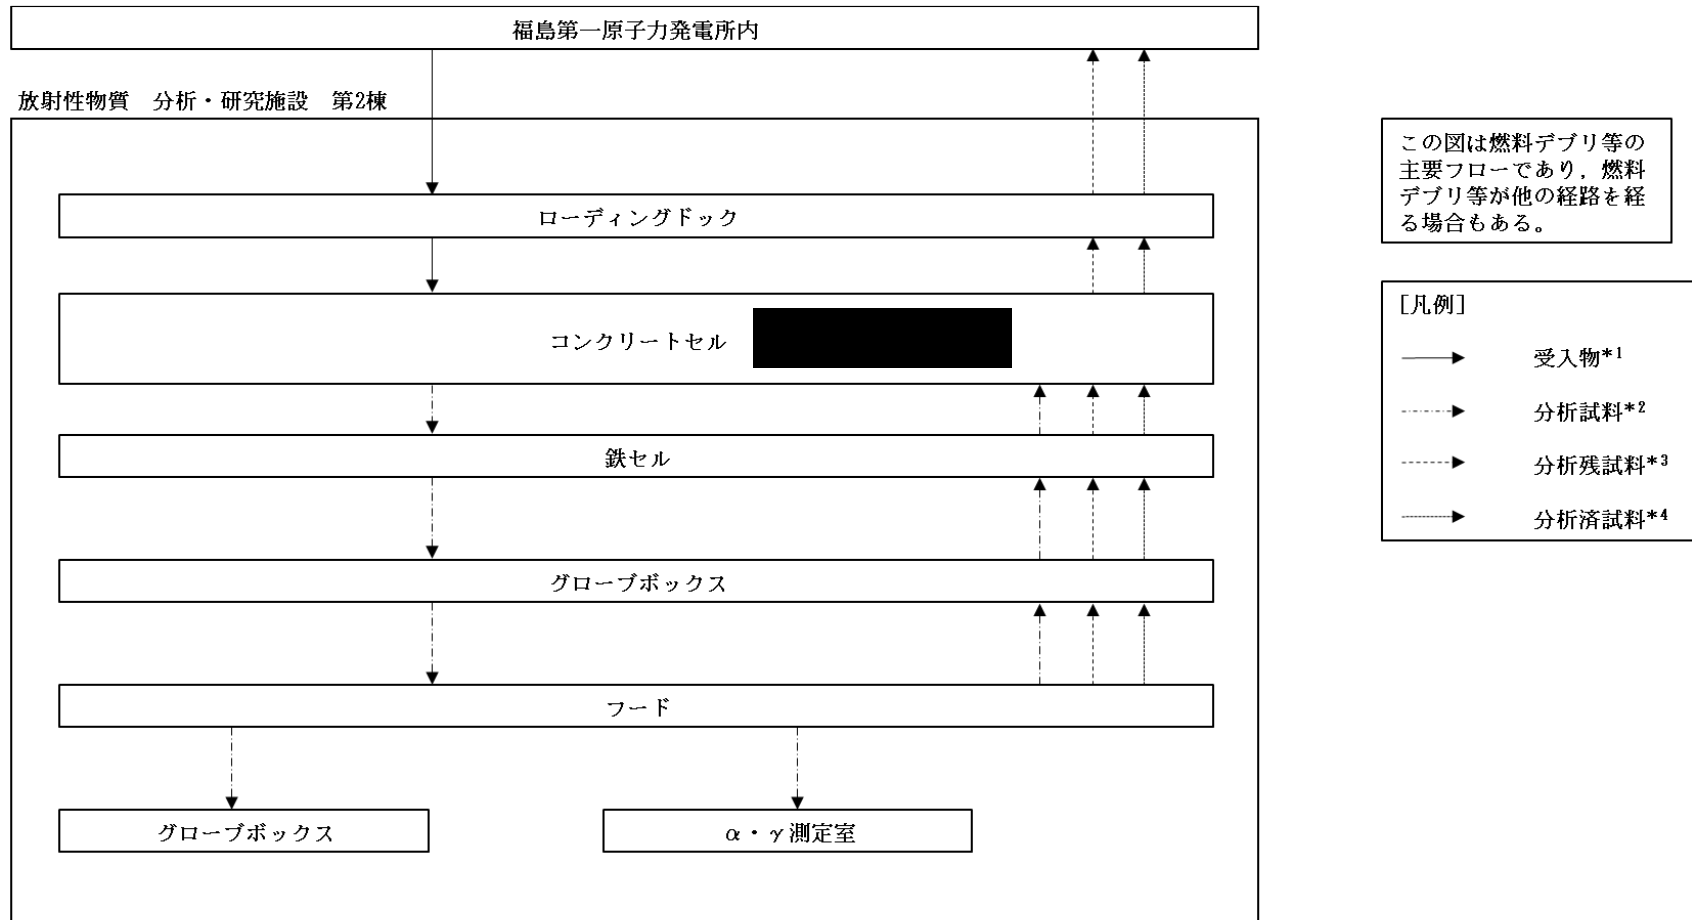 福島第一原子力発電所内
放射性物質　分析・研究施設　第2棟
ローディングドック
コンクリートセル
鉄セル
グローブボックス
フード
グローブボックス
α・γ測定室
この図は燃料デブリ等の
主要フローであり，燃料
デブリ等が他の経路を経
る場合もある。
[凡例]
受入物*1
分析試料*2
分析残試料*3
分析済試料*4